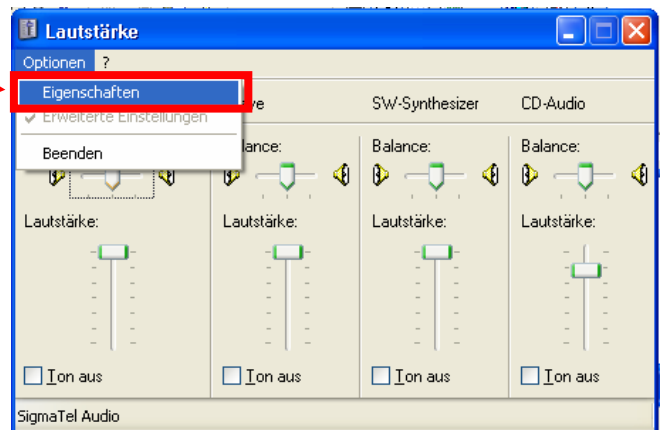 Lautstärke
Optionen ?
Eigenschaften
Erweiterte Einstellungen
Beenden
SW-Synthesizer CD-Audio
Balance: Balance:
Lautstärke: Lautstärke: Lautstärke: Lautstärke:
Ton aus Ton aus Ton aus Ton aus
SigmaTel Audio